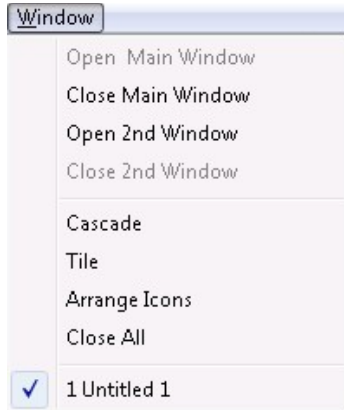 Window
Open  Main Window
Close Main Window
Open 2nd Window
Close 2nd Window
Cascade
Tile
Arrange Icons
Close All
1 Untitled 1